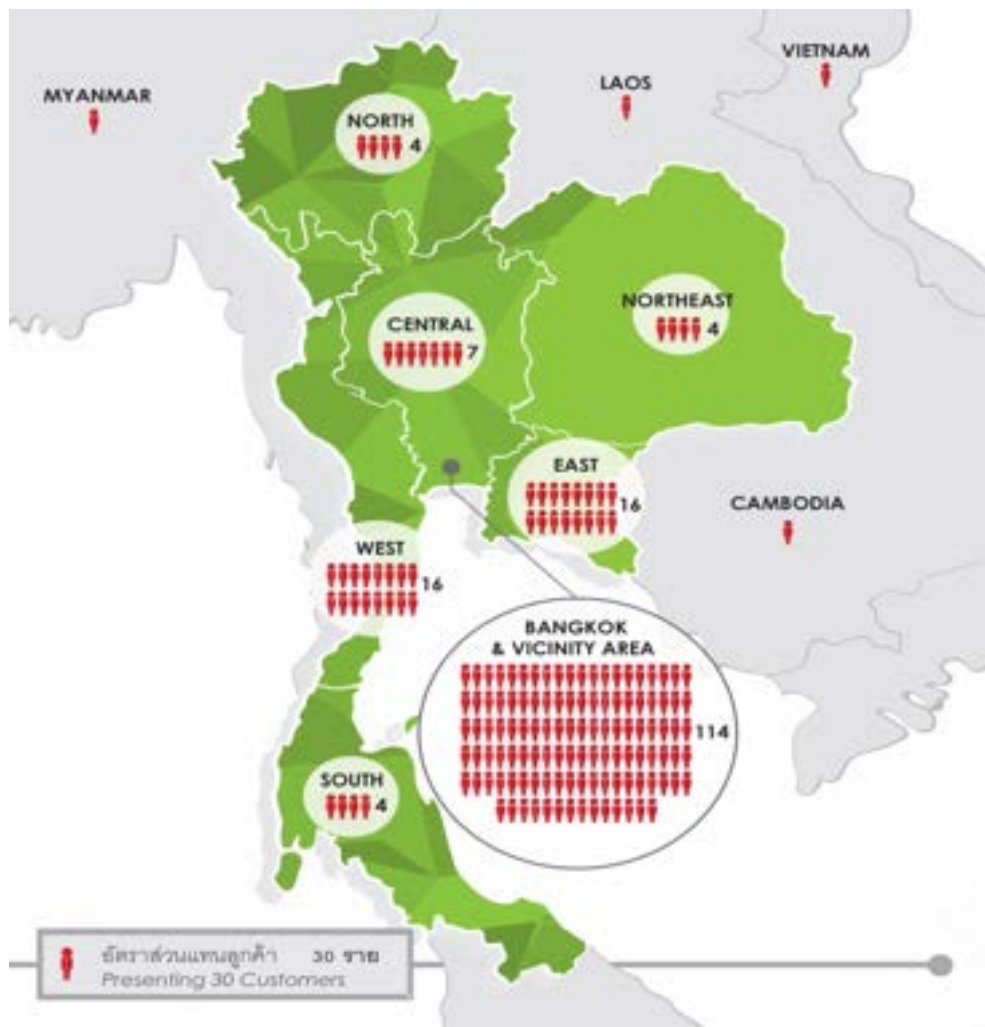 VIETNAM
LAOS
MYANMAR
NORTH
4
NORTHEAST
4
CENTRAL
7
EAST
16
CAMBODIA
WEST
16
BANGKOK
& VICINITY AREA
114
SOUTH
4
อัตราส่วนแทนลูกค้า 30 ราย
Presenting 30 Customers